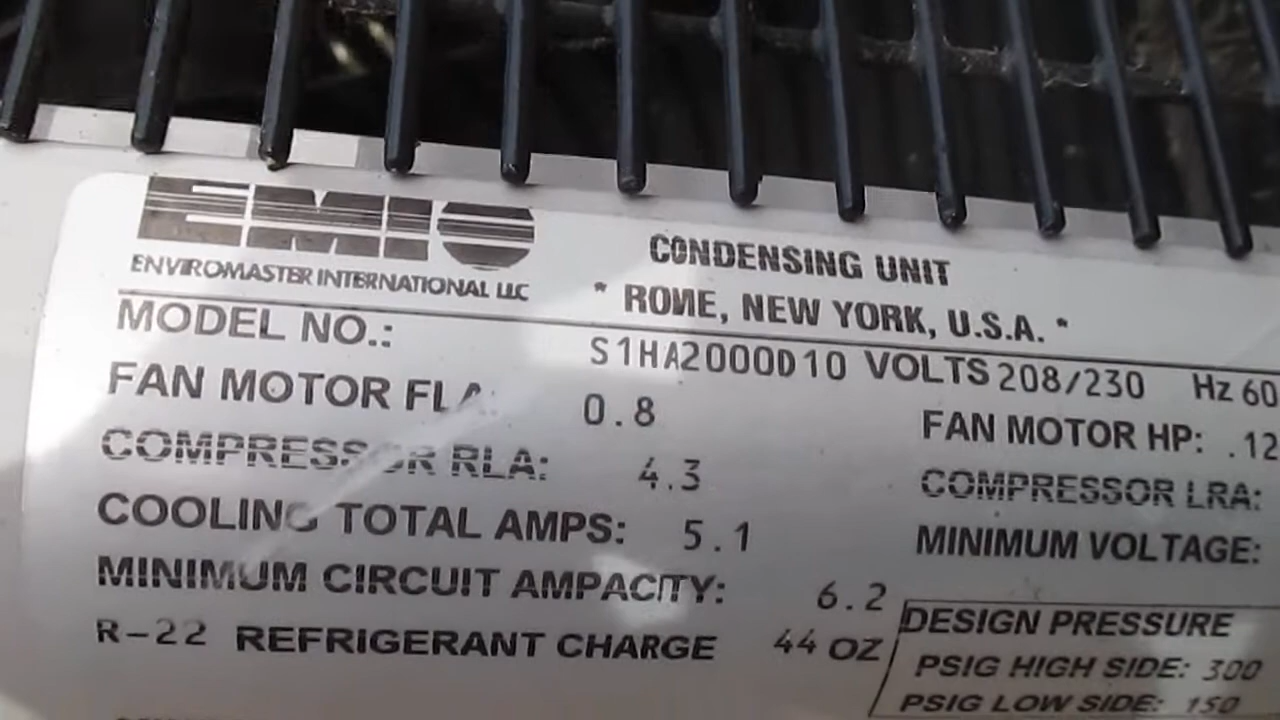 EMI
ENVIROMASTER INTERNATIONAL LLC
CONDENSING UNIT
* ROME, NEW YORK, U.S.A. *
MODEL NO.: S1HA2000D10 VOLTS 208/230 Hz 60
FAN MOTOR FLA: 0.8 FAN MOTOR HP: .12
COMPRESSOR RLA: 4.3 COMPRESSOR LRA:
COOLING TOTAL AMPS: 5.1 MINIMUM VOLTAGE:
MINIMUM CIRCUIT AMPACITY: 6.2
R-22 REFRIGERANT CHARGE 44 OZ
DESIGN PRESSURE
PSIG HIGH SIDE: 300
PSIG LOW SIDE: 150